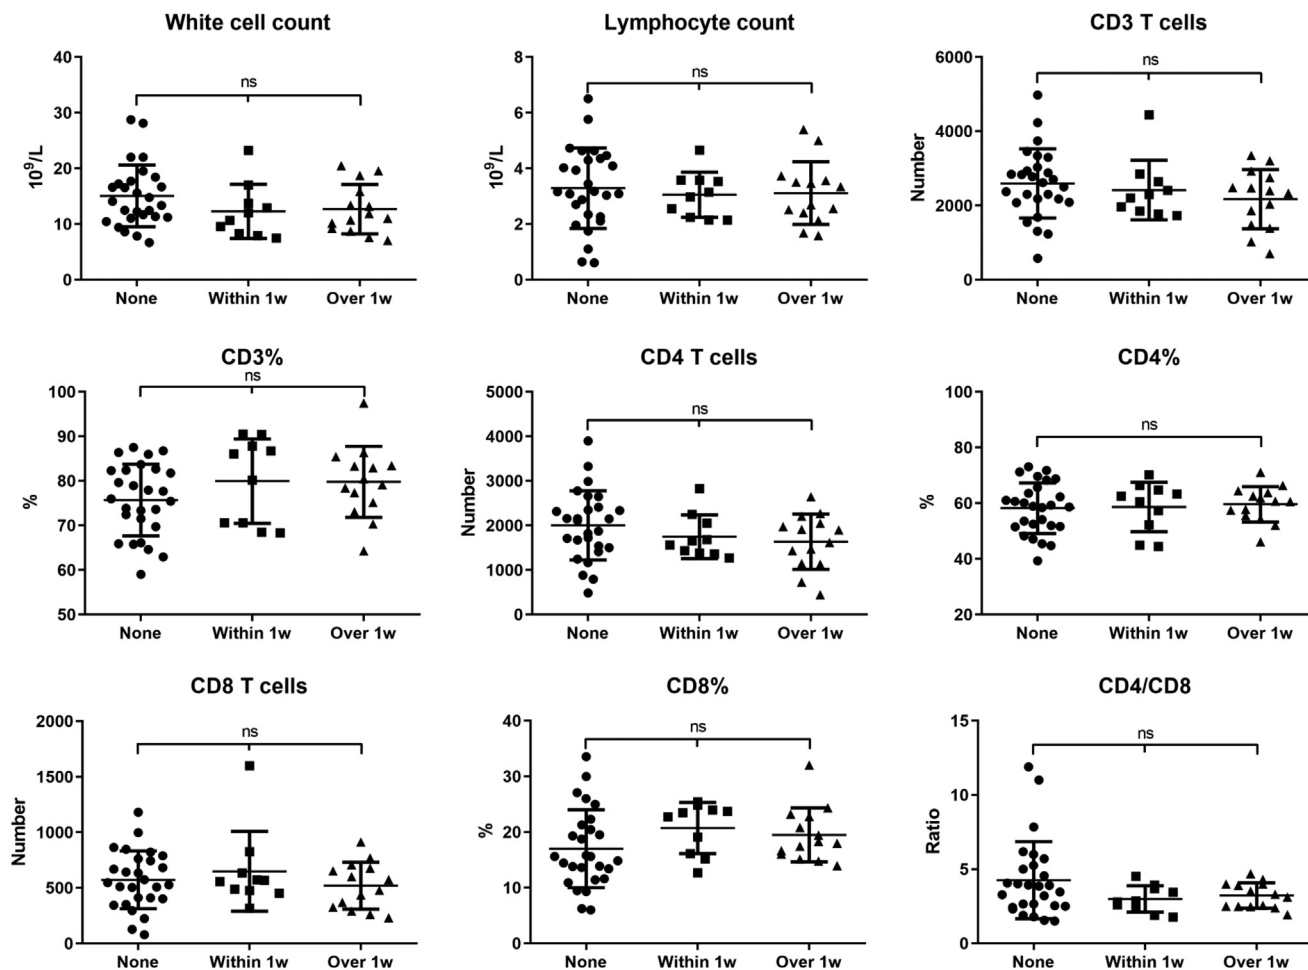 White cell count
10⁹/L
40
30
20
10
0
ns
None Within 1w Over 1w
Lymphocyte count
10⁹/L
8
6
4
2
0
ns
None Within 1w Over 1w
CD3 T cells
Number
6000
4000
2000
0
ns
None Within 1w Over 1w
CD3%
%
100
90
80
70
60
50
ns
None Within 1w Over 1w
CD4 T cells
Number
5000
4000
3000
2000
1000
0
ns
None Within 1w Over 1w
CD4%
%
100
80
60
40
20
ns
None Within 1w Over 1w
CD8 T cells
Number
2000
1500
1000
500
0
ns
None Within 1w Over 1w
CD8%
%
40
30
20
10
0
ns
None Within 1w Over 1w
CD4/CD8
Ratio
15
10
5
0
ns
None Within 1w Over 1w